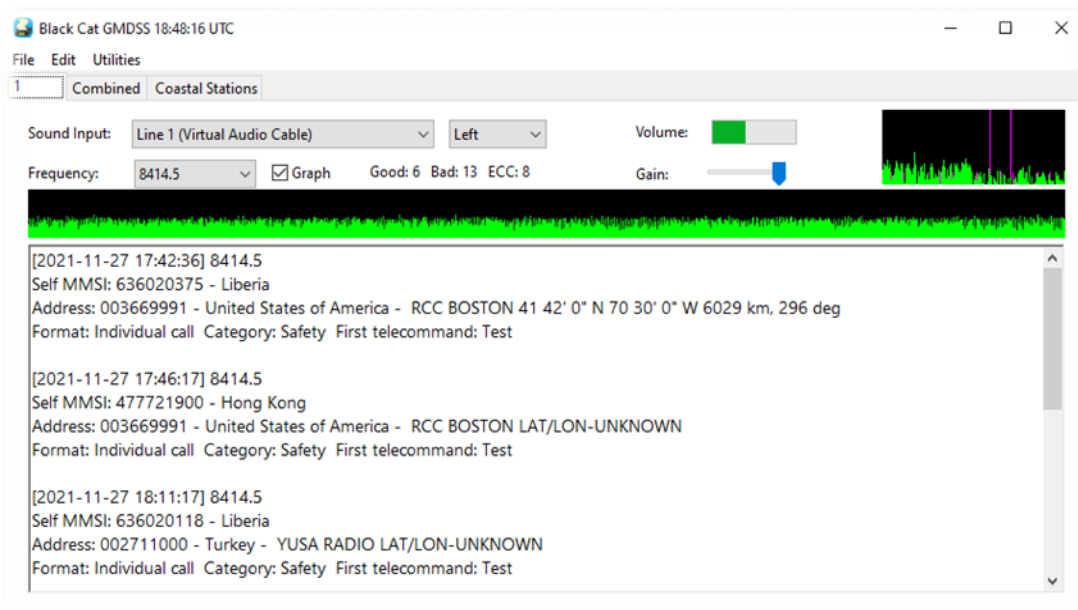 Black Cat GMDSS 18:48:16 UTC
File Edit Utilities
1 Combined Coastal Stations
Sound Input: Line 1 (Virtual Audio Cable) Left Volume:
Frequency: 8414.5 Graph Good: 6 Bad: 13 ECC: 8 Gain:
[2021-11-27 17:42:36] 8414.5
Self MMSI: 636020375 - Liberia
Address: 003669991 - United States of America - RCC BOSTON 41 42' 0" N 70 30' 0" W 6029 km, 296 deg
Format: Individual call Category: Safety First telecommand: Test
[2021-11-27 17:46:17] 8414.5
Self MMSI: 477721900 - Hong Kong
Address: 003669991 - United States of America - RCC BOSTON LAT/LON-UNKNOWN
Format: Individual call Category: Safety First telecommand: Test
[2021-11-27 18:11:17] 8414.5
Self MMSI: 636020118 - Liberia
Address: 002711000 - Turkey - YUSA RADIO LAT/LON-UNKNOWN
Format: Individual call Category: Safety First telecommand: Test